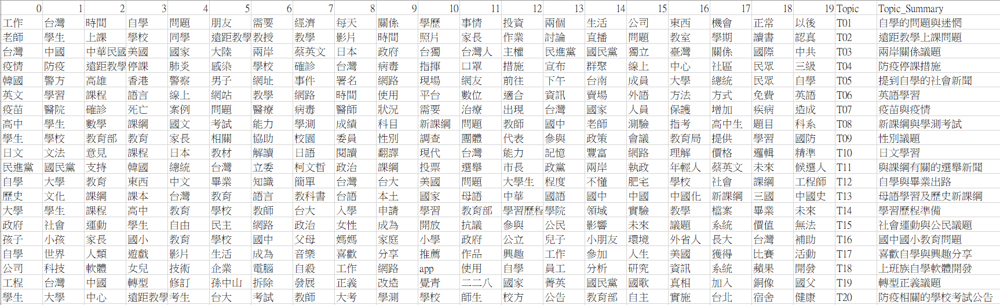 0 1 2 3 4 5 6 7 8 9 10 11 12 13 14 15 16 17 18 19 Topic Topic_Summary
工作 台灣 時間 自學 問題 朋友 需要 經濟 每天 關係 學歷 事情 投資 兩個 生活 公司 東西 機會 正常 以後 T01 自學的問題與迷惘
老師 學生 上課 學校 同學 遠距教學 教授 教學 影片 時間 照片 家長 作業 討論 直播 問題 教室 學期 讀書 認真 T02 遠距教學上課問題
台灣 中國 中華民國 美國 國家 大陸 兩岸 蔡英文 日本 政府 台獨 台灣人 主權 民進黨 國民黨 獨立 臺灣 關係 國際 中共 T03 兩岸關係議題
疫情 防疫 遠距教學 停課 肺炎 感染 學校 確診 台灣 病毒 指揮 口罩 措施 宣布 群聚 線上 中心 社區 民眾 三級 T04 防疫停課措施
韓國 警方 高雄 香港 警察 男子 網址 事件 署名 網路 現場 網友 前往 下午 台南 成員 大學 總統 民眾 自學 T05 提到自學的社會新聞
英文 學習 課程 語言 線上 網站 教學 網路 時間 使用 平台 數位 適合 資訊 賣場 外語 方法 方式 免費 英語 T06 英語學習
疫苗 醫院 確診 死亡 案例 問題 醫療 病毒 醫師 狀況 需要 治療 出現 台灣 國家 人員 保護 增加 疾病 造成 T07 疫苗與疫情
高中 學生 數學 課綱 國文 考試 能力 學測 成績 科目 新課綱 問題 教師 國中 老師 測驗 指考 高中生 題目 科系 T08 新課綱與學測考試
學生 學校 教育部 教育 家長 相關 協助 校園 委員 性別 調查 團體 代表 參與 政策 會議 教育局 提供 學習 國防 T09 性別議題
日文 文法 意見 課程 日本 教材 解讀 日語 閱讀 翻譯 現代 台灣 能力 記憶 豐富 網路 理解 價格 邏輯 精準 T10 日文學習
民進黨 國民黨 支持 韓國 總統 台灣 立委 柯文哲 政治 課綱 投票 選舉 市長 政黨 兩岸 執政 年輕人 蔡英文 未來 候選人 T11 與課綱有關的選舉新聞
自學 大學 教育 東西 中文 畢業 知識 簡單 台灣 台大 美國 問題 大學生 程度 不懂 肥宅 學校 社會 課綱 工程師 T12 自學與畢業出路
歷史 文化 課綱 課本 台灣 教育 語言 教科書 台語 本土 國家 母語 中華 國語 國中 中國 中國化 新課綱 三國 中國史 T13 母語學習及歷史新課綱
大學 學生 課程 高中 教育 學校 教師 台大 入學 申請 學習 教育部 學習歷程 學院 領域 實驗 教學 檔案 畢業 未來 T14 學習歷程準備
政府 社會 運動 學生 自由 民主 網路 政治 女性 成為 開放 抗議 參與 公民 影響 未來 議題 系統 價值 無法 T15 社會運動與公民議題
孩子 小孩 家長 國小 教育 學校 國中 父母 媽媽 家庭 小學 政府 公立 兒子 小朋友 環境 外省人 長大 台灣 補助 T16 國中國小教育問題
自學 世界 人類 遊戲 影片 生活 成為 音樂 喜歡 分享 推薦 作品 興趣 工作 參加 人生 美國 獲得 比賽 活動 T17 喜歡自學與興趣分享
公司 科技 軟體 女兒 技術 企業 電腦 自殺 工作 網路 app 使用 自學 員工 分析 研究 資訊 系統 蘋果 開發 T18 上班族自學軟體開發
工程 台灣 中國 轉型 修訂 孫中山 拆除 發展 正義 改造 覺青 二二八 國家 菁英 國民黨 國歌 真相 加入 銅像 國父 T19 轉型正義議題
學生 大學 中心 遠距教學 考生 台大 考試 教師 大考 學測 學校 師生 校方 公告 教育部 自主 實施 台北 宿舍 健康 T20 防疫相關的學校考試公告